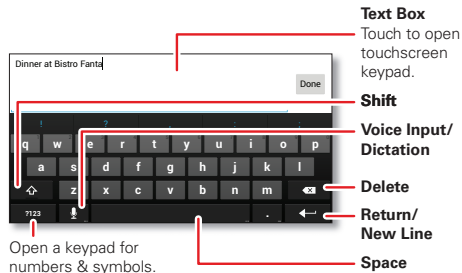 Text Box
Touch to open
touchscreen
keypad.
Dinner at Bistro Fanta
Done
Shift
! ? , : ;
q w e r t y u i o p
Voice Input/
Dictation
a s d f g h j k l
z x c v b n m
Delete
?123 .
Return/
New Line
Open a keypad for
numbers & symbols.
Space